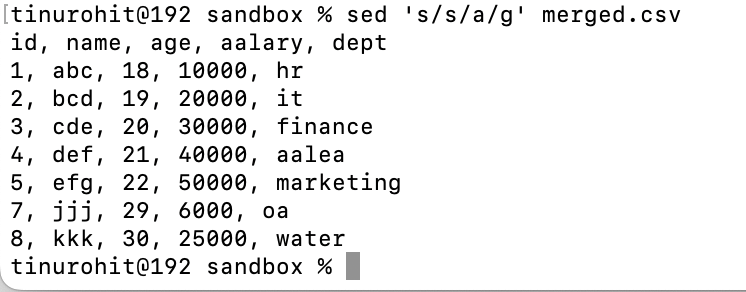 [tinurohit@192 sandbox % sed 's/s/a/g' merged.csv
id, name, age, aalary, dept
1, abc, 18, 10000, hr
2, bcd, 19, 20000, it
3, cde, 20, 30000, finance
4, def, 21, 40000, aalea
5, efg, 22, 50000, marketing
7, jjj, 29, 6000, oa
8, kkk, 30, 25000, water
tinurohit@192 sandbox %